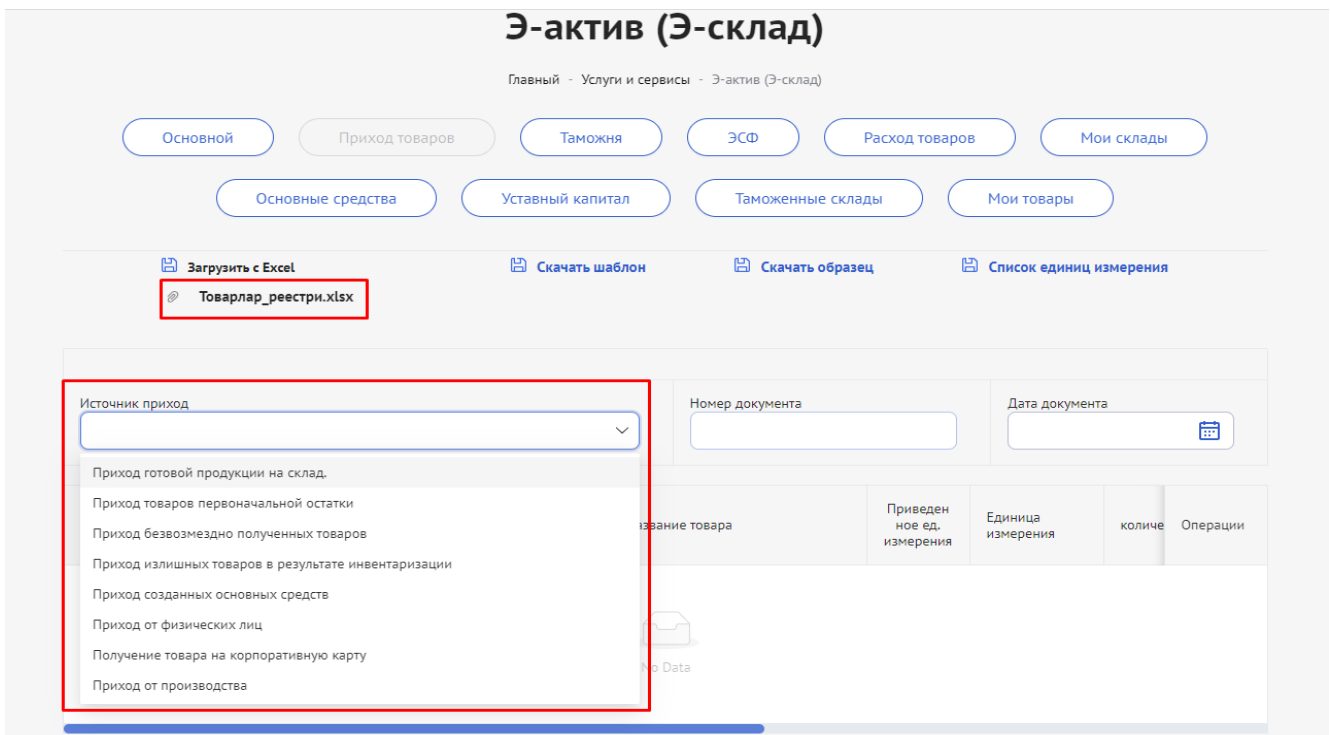 Э-актив (Э-склад)
Главный - Услуги и сервисы - Э-актив (Э-склад)
Основной Приход товаров Таможня ЭСФ Расход товаров Мои склады
Основные средства Уставный капитал Таможенные склады Мои товары
Загрузить с Excel Скачать шаблон Скачать образец Список единиц измерения
Товарлар_реестри.xlsx
Источник приход Номер документа Дата документа
Приход готовой продукции на склад.
Приход товаров первоначальной остатки
Приход безвозмездно полученных товаров
Приход излишных товаров в результате инвентаризации
Приход созданных основных средств
Приход от физических лиц
Получение товара на корпоративную карту
Приход от производства
азвание товара
Приведен
ное ед.
измерения
Единица
измерения
количе
Операции
No Data